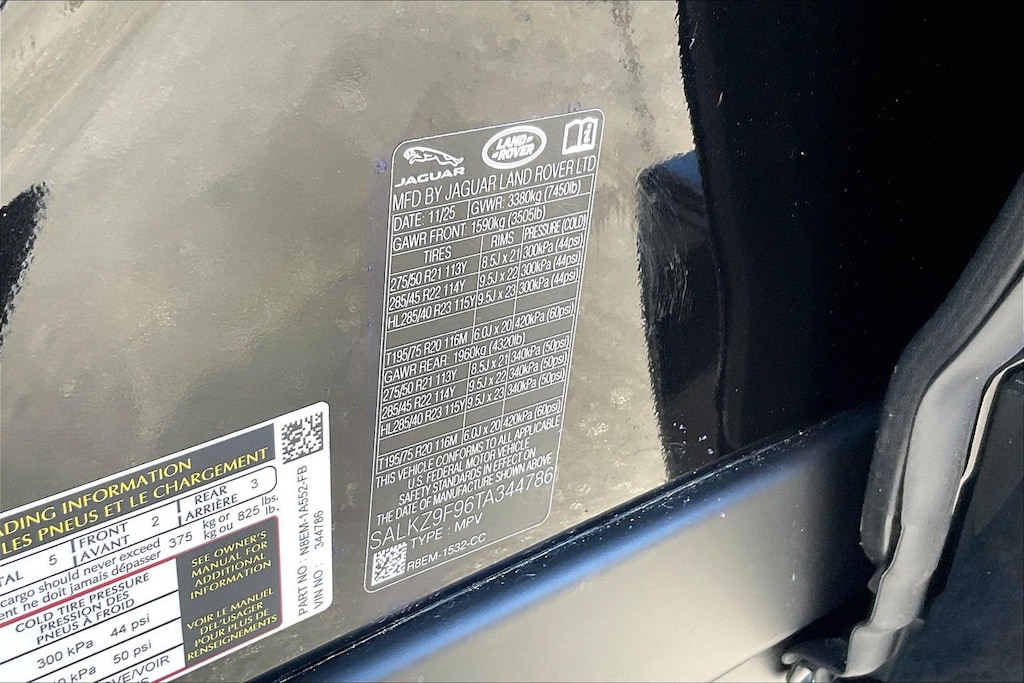 JAGUAR
LAND-
-ROVER
MFD BY JAGUAR LAND ROVER LTD
DATE: 11/25 GVWR: 3380kg (7450lb)
GAWR FRONT: 1590kg (3505lb)
TIRES RIMS PRESSURE (COLD)
275/50 R21 113Y 8.5J x 21 300kPa (44psi)
285/45 R22 114Y 9.5J x 22 300kPa (44psi)
HL285/40 R23 115Y 9.5J x 23 300kPa (44psi)
T195/75 R20 116M 6.0J x 20 420kPa (60psi)
GAWR REAR: 1960kg (4320lb)
275/50 R21 113Y 8.5J x 21 340kPa (50psi)
285/45 R22 114Y 9.5J x 22 340kPa (50psi)
HL285/40 R23 115Y 9.5J x 23 340kPa (50psi)
T195/75 R20 116M 6.0J x 20 420kPa (60psi)
THIS VEHICLE CONFORMS TO ALL APPLICABLE
U.S. FEDERAL MOTOR VEHICLE
SAFETY STANDARDS IN EFFECT ON
THE DATE OF MANUFACTURE SHOWN ABOVE
SALKZ9F96TA344786
TYPE : MPV
R8EM-1532-CC
ADING INFORMATION
LES PNEUS ET LE CHARGEMENT
TAL 5 FRONT 2 REAR 3
AVANT ARRIÈRE
cargo should never exceed 375 kg or 825 lbs.
ent ne doit jamais dépasser kg ou lb.
COLD TIRE PRESSURE
PRESSION DES
PNEUS À FROID
300 kPa 44 psi
0 kPa 50 psi
VE/VOIR
SEE OWNER'S
MANUAL FOR
ADDITIONAL
INFORMATION
VOIR LE MANUEL
DE L'USAGER
POUR PLUS DE
RENSEIGNEMENTS
PART NO : N8EM-1A552-FB
VIN NO : 344786